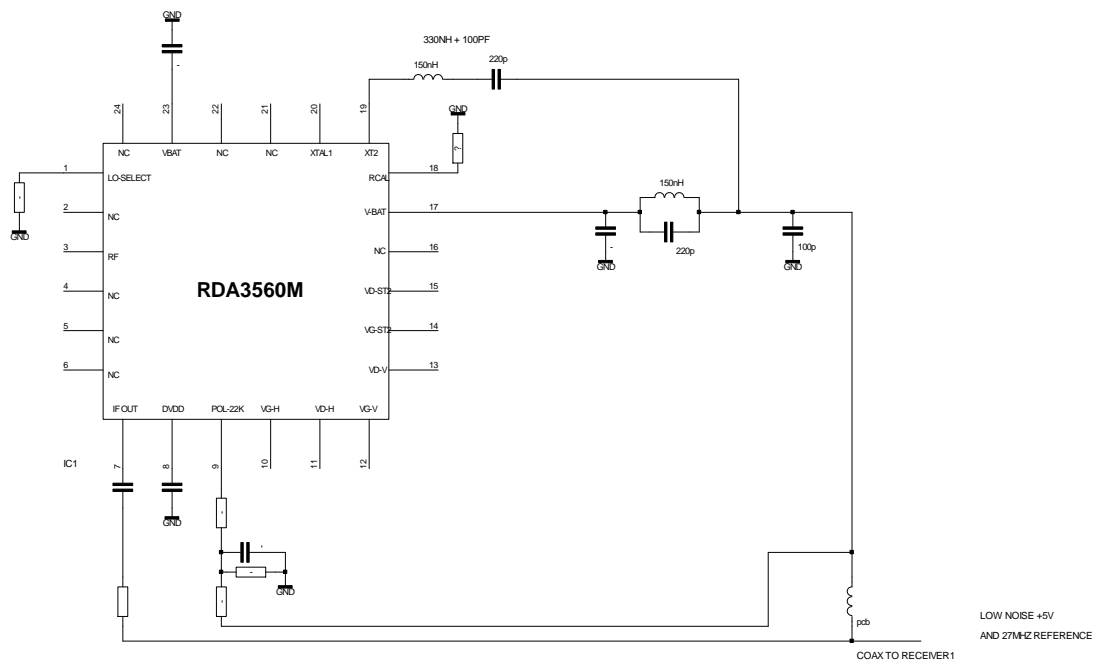 GND
330NH + 100PF
150nH
220p
GND
24
23
22
21
20
19
NC
VBAT
NC
NC
XTAL1
XT2
?
1
LO-SELECT
RCAL
18
-
150nH
2
NC
V-BAT
17
GND
3
RF
NC
16
-
220p
100p
GND
GND
RDA3560M
4
NC
VD-ST2
15
5
NC
VG-ST2
14
6
NC
VD-V
13
IFOUT
DVDD
POL-22K
VG-H
VD-H
VG-V
IC1
7
8
9
10
11
12
GND
-
-
GND
-
pcb
LOW NOISE +5V
AND 27MHZ REFERENCE
COAX TO RECEIVER1